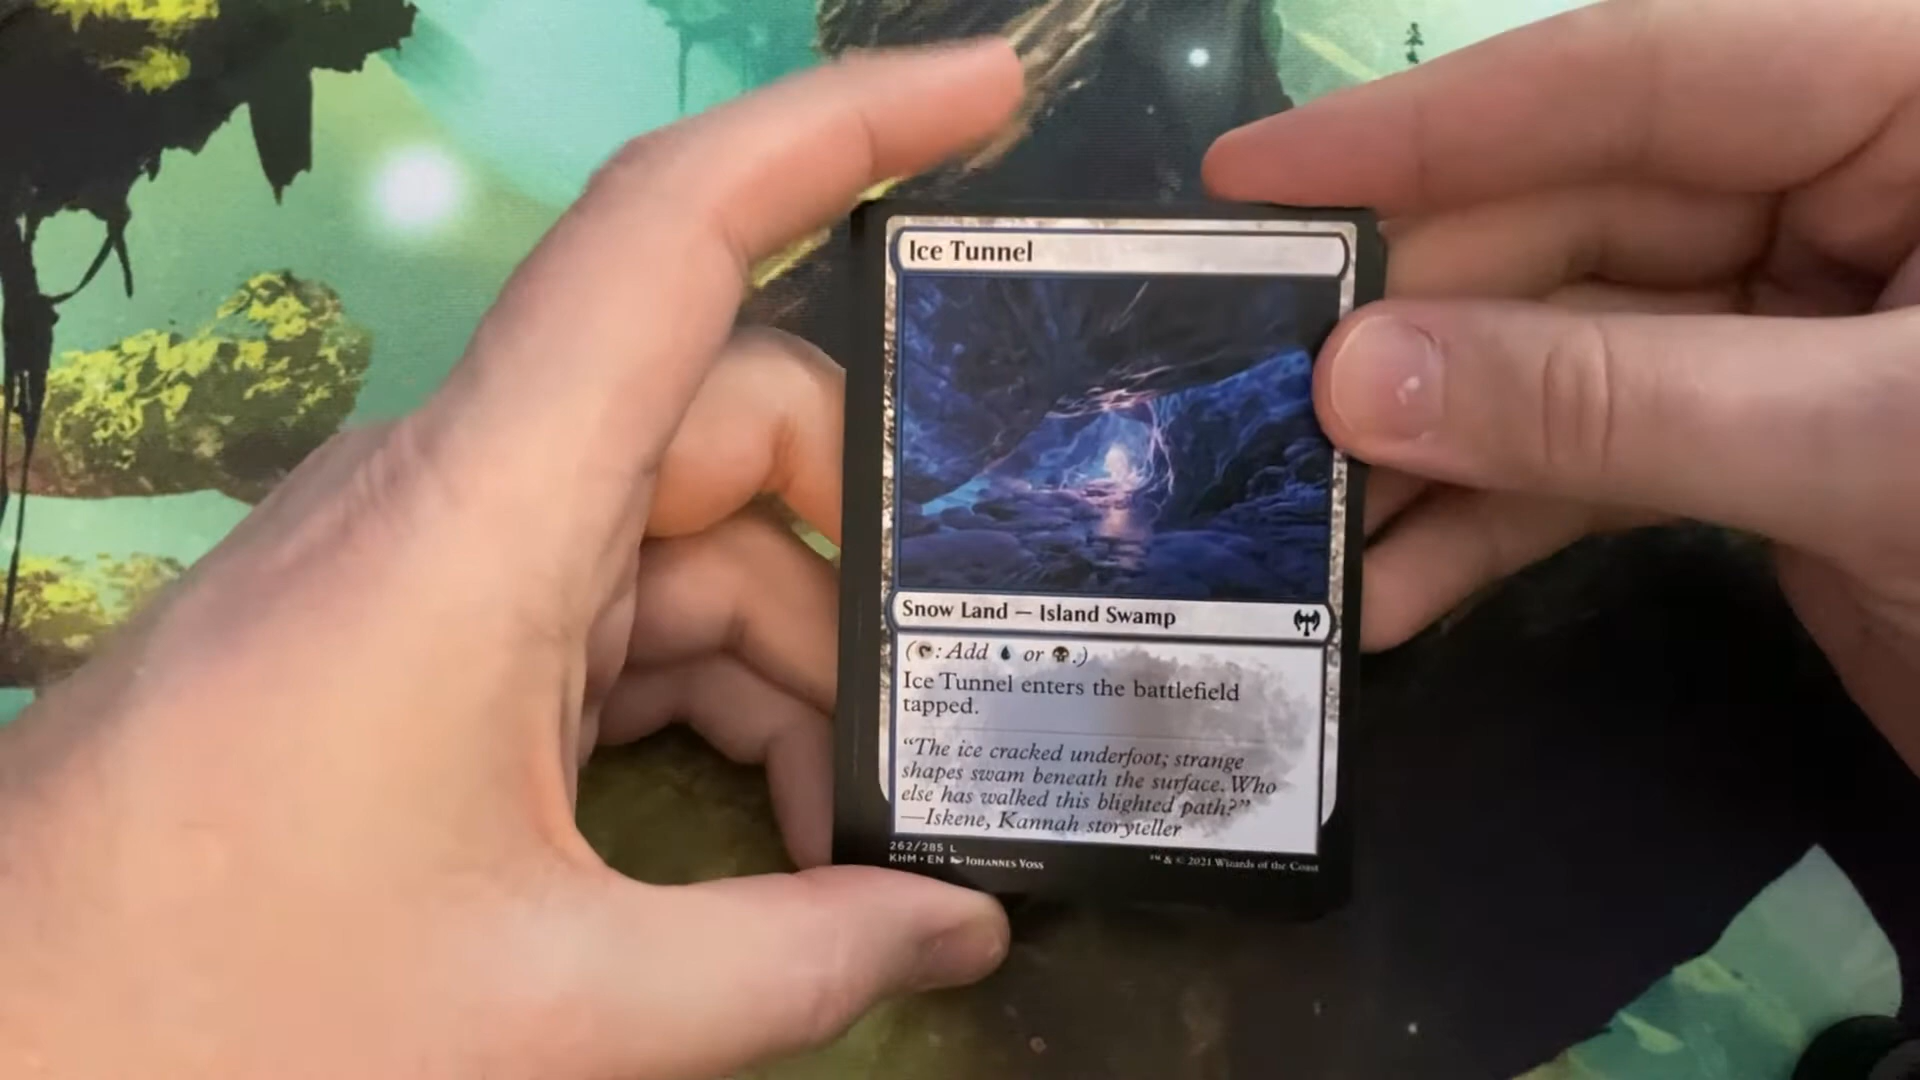 Ice Tunnel
Snow Land — Island Swamp
(: Add or .)
Ice Tunnel enters the battlefield
tapped.
“The ice cracked underfoot; strange
shapes swam beneath the surface. Who
else has walked this blighted path?”
—Iskene, Kannah storyteller
262/285 L
KHM • EN Johannes Voss
™ & © 2021 Wizards of the Coast